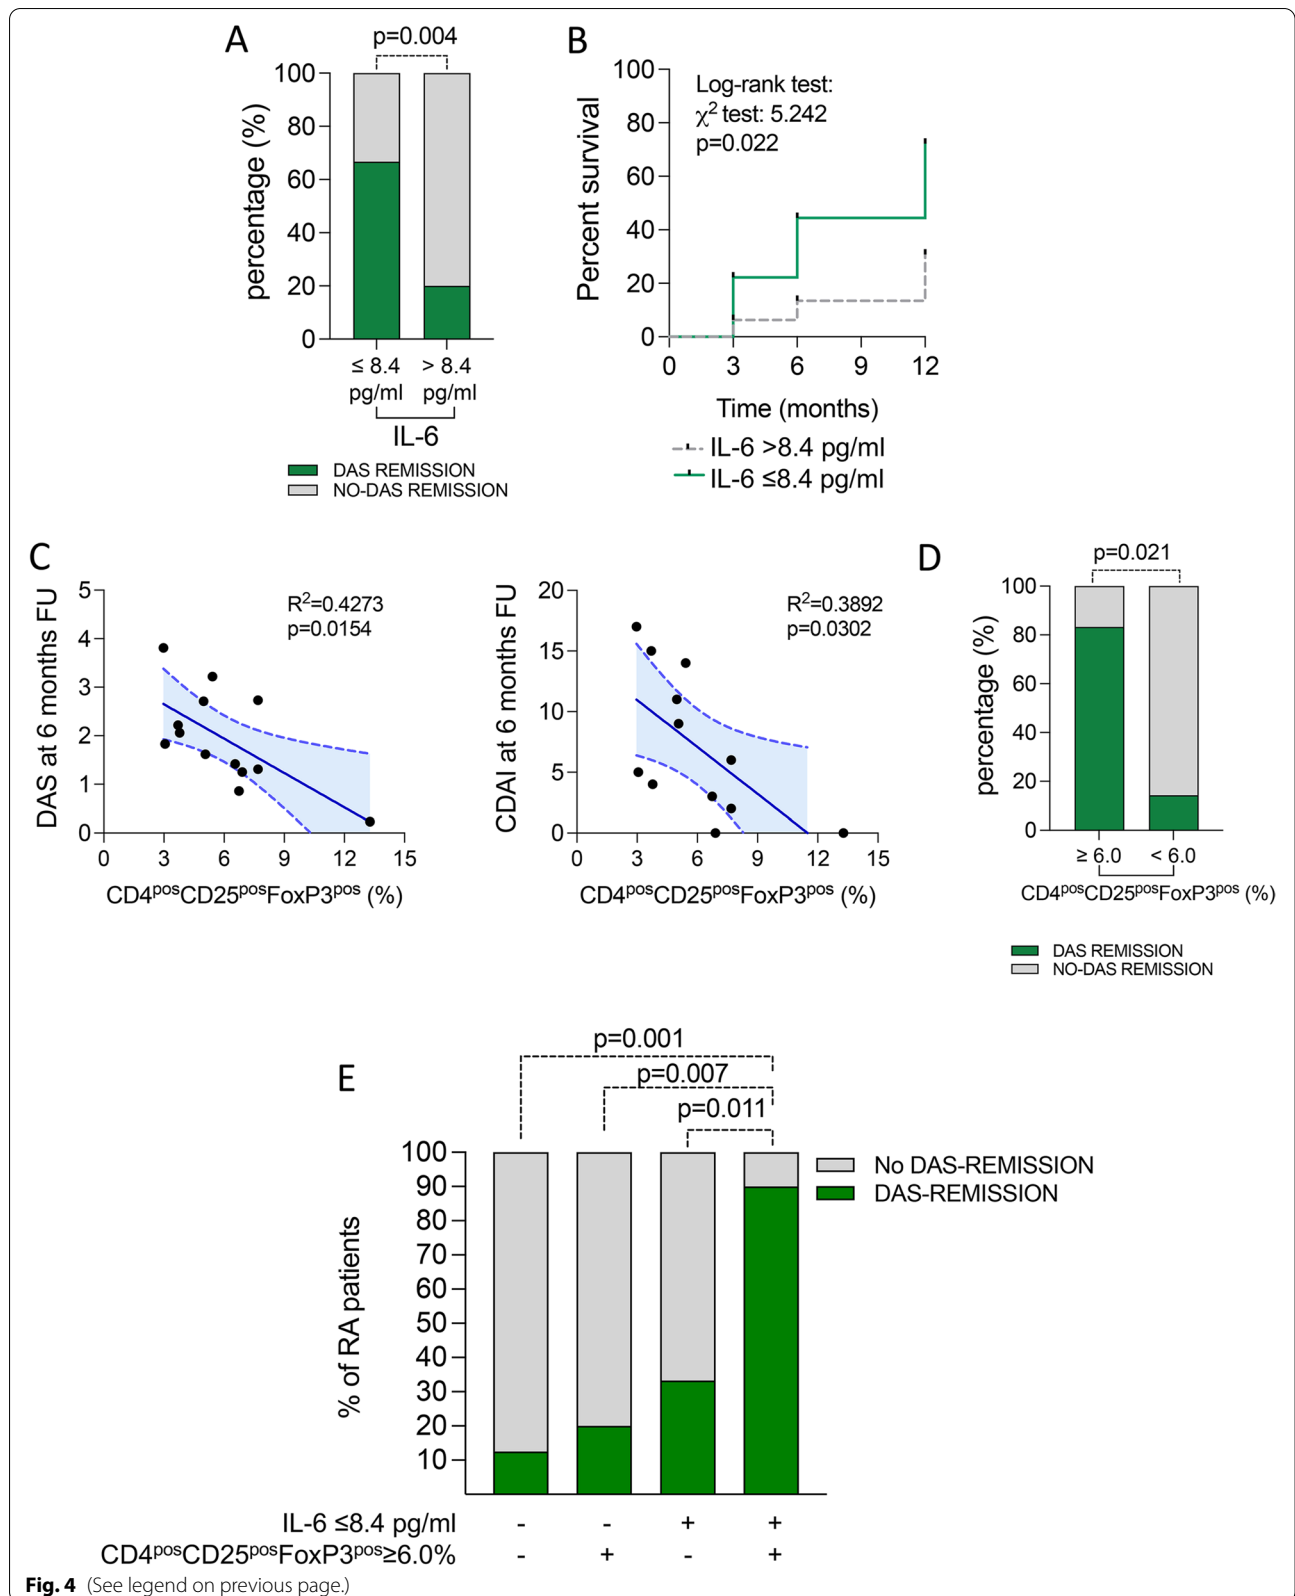 A
p=0.004
percentage (%)
100
80
60
40
20
0
≤ 8.4 > 8.4
pg/ml pg/ml
IL-6
DAS REMISSION
NO-DAS REMISSION
B
Log-rank test:
χ² test: 5.242
p=0.022
Percent survival
100
80
60
40
20
0
0 3 6 9 12
Time (months)
IL-6 >8.4 pg/ml
IL-6 ≤8.4 pg/ml
C
DAS at 6 months FU
5
4
3
2
1
0
R²=0.4273
p=0.0154
0 3 6 9 12 15
CD4ᵖᵒˢCD25ᵖᵒˢFoxP3ᵖᵒˢ (%)
CDAI at 6 months FU
20
15
10
5
0
R²=0.3892
p=0.0302
0 3 6 9 12 15
CD4ᵖᵒˢCD25ᵖᵒˢFoxP3ᵖᵒˢ (%)
D
p=0.021
percentage (%)
100
80
60
40
20
0
≥ 6.0 < 6.0
CD4ᵖᵒˢCD25ᵖᵒˢFoxP3ᵖᵒˢ (%)
DAS REMISSION
NO-DAS REMISSION
E
p=0.001
p=0.007
p=0.011
% of RA patients
100
90
80
70
60
50
40
30
20
10
No DAS-REMISSION
DAS-REMISSION
IL-6 ≤8.4 pg/ml - - + +
CD4ᵖᵒˢCD25ᵖᵒˢFoxP3ᵖᵒˢ≥6.0% - + - +
Fig. 4 (See legend on previous page.)